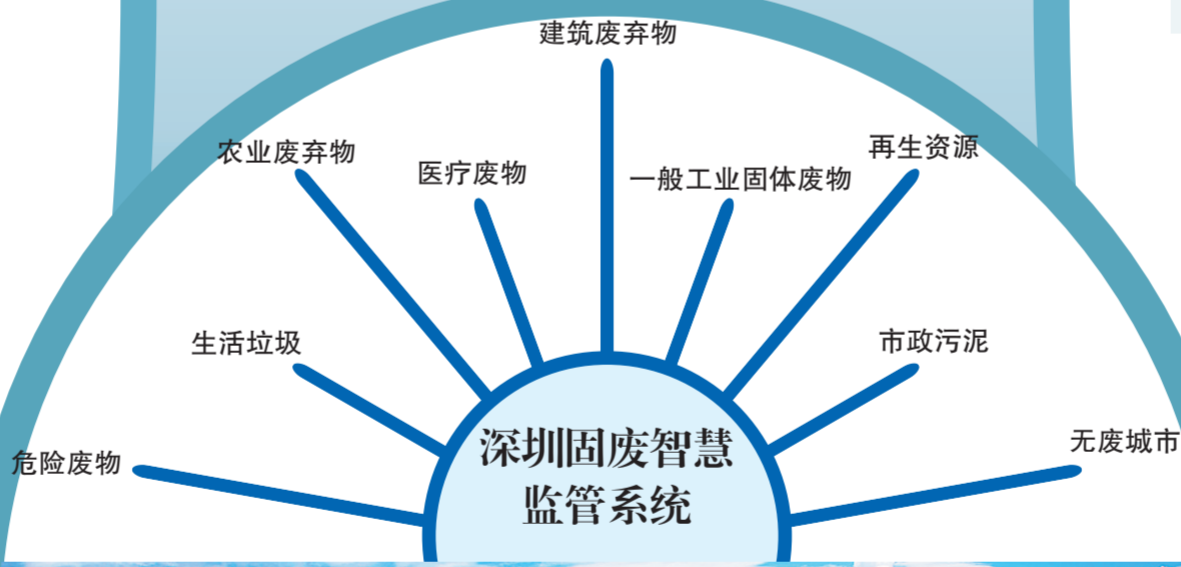 建筑废弃物
农业废弃物
医疗废物
一般工业固体废物
再生资源
生活垃圾
市政污泥
危险废物
无废城市
深圳固废智慧
监管系统